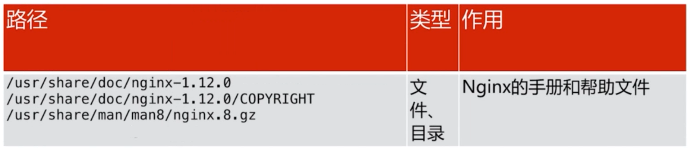 路径 类型 作用
/usr/share/doc/nginx-1.12.0 文
/usr/share/doc/nginx-1.12.0/COPYRIGHT 件、
/usr/share/man/man8/nginx.8.gz 目录
Nginx的手册和帮助文件